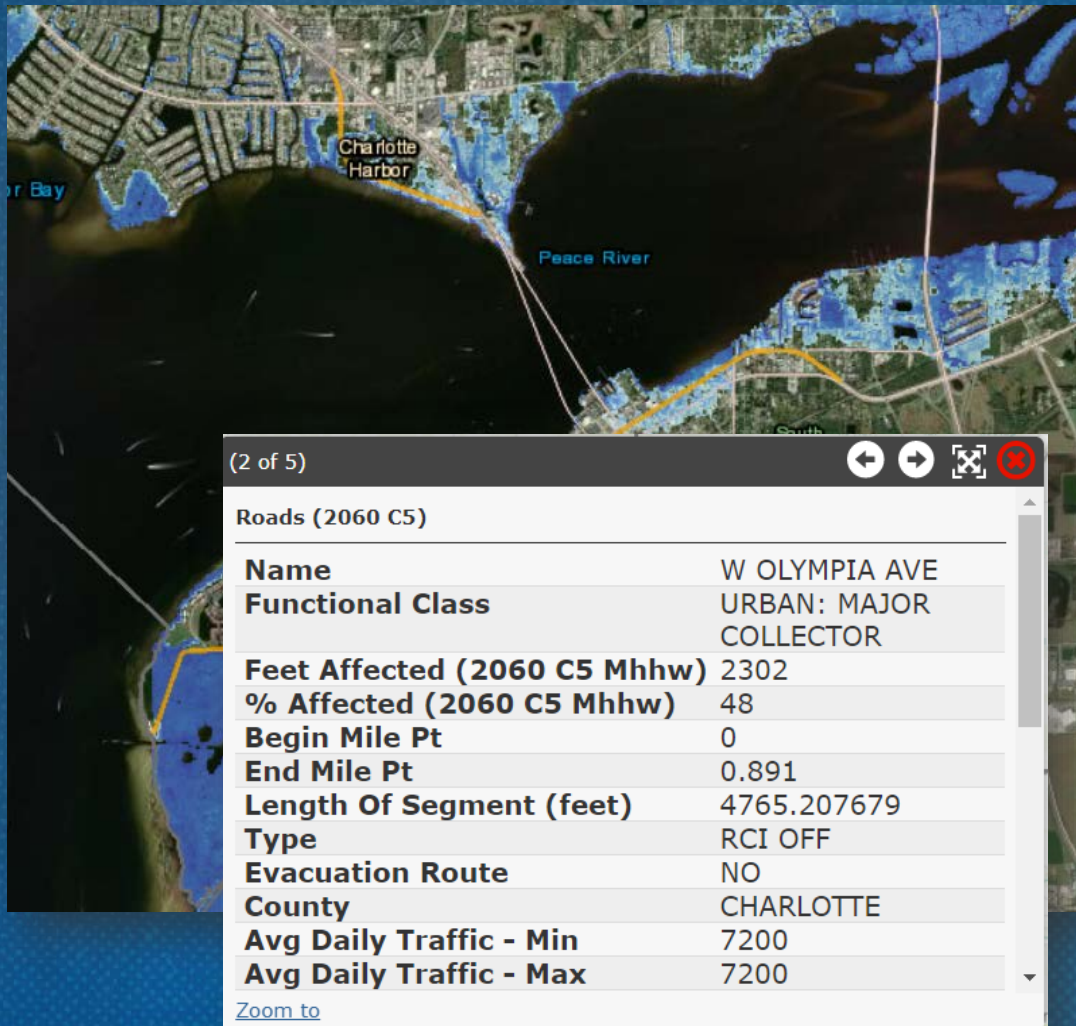 Charlotte
Harbor
or Bay
Peace River
South
(2 of 5)
Roads (2060 C5)
Name W OLYMPIA AVE
Functional Class URBAN: MAJOR
COLLECTOR
Feet Affected (2060 C5 Mhhw) 2302
% Affected (2060 C5 Mhhw) 48
Begin Mile Pt 0
End Mile Pt 0.891
Length Of Segment (feet) 4765.207679
Type RCI OFF
Evacuation Route NO
County CHARLOTTE
Avg Daily Traffic - Min 7200
Avg Daily Traffic - Max 7200
Zoom to